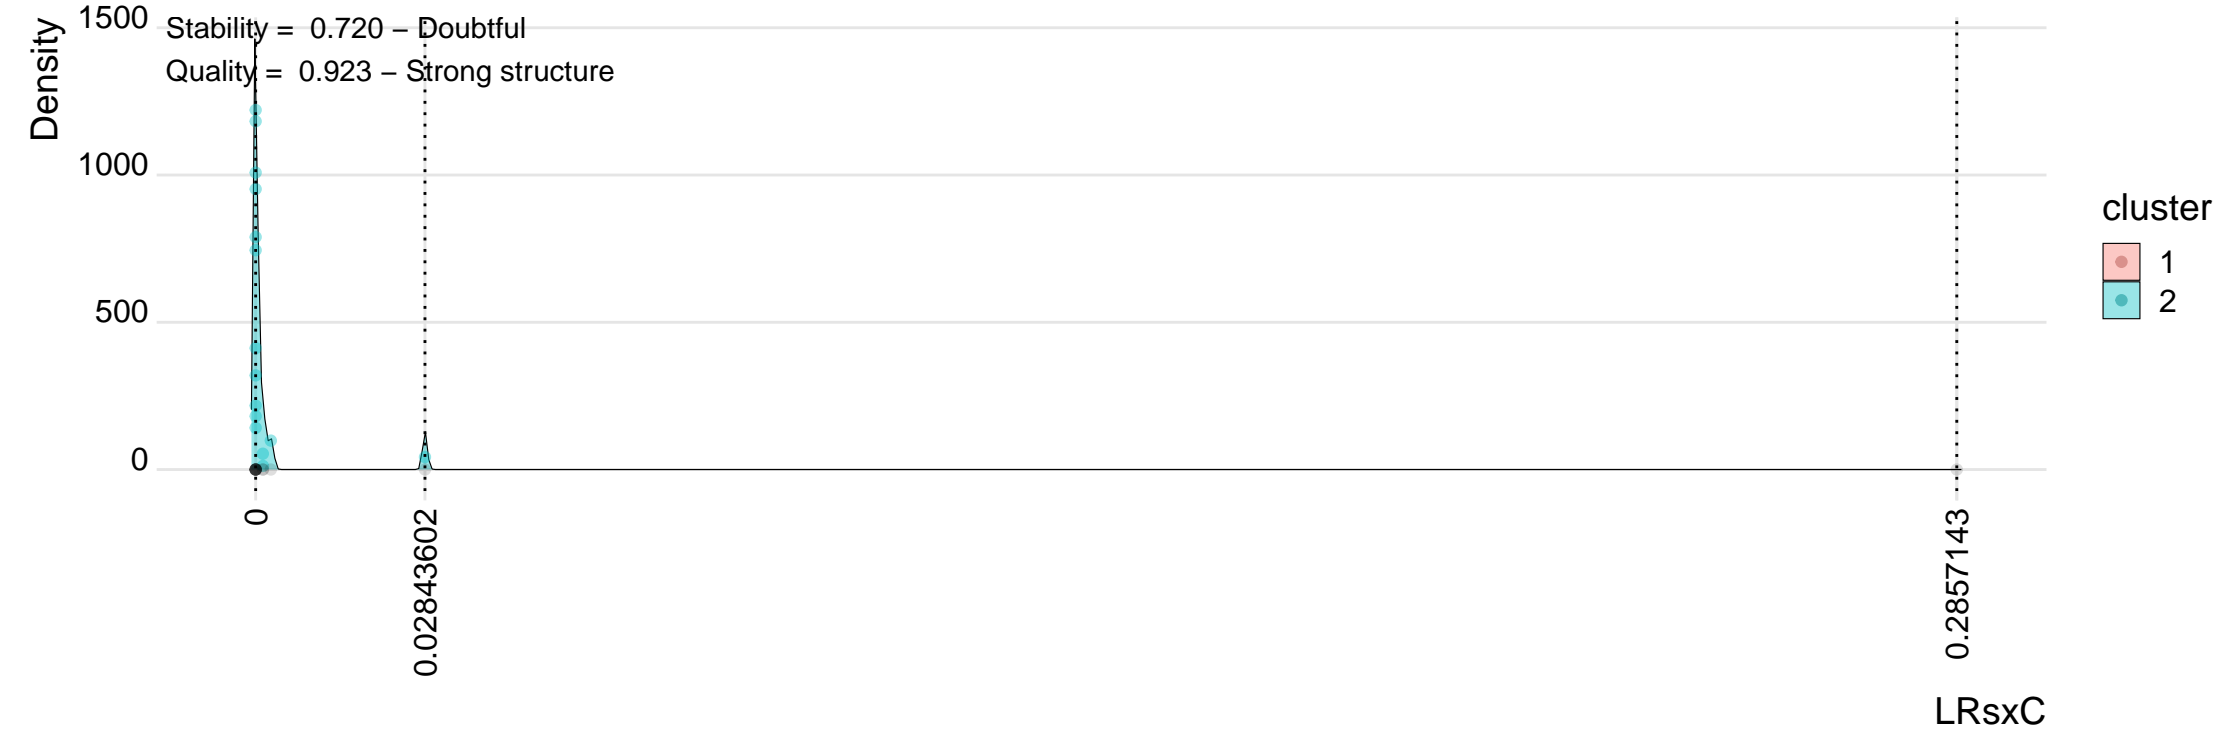 Density
1500
1000
500
0
Stability = 0.720 – Doubtful
Quality = 0.923 – Strong structure
0
0.02843602
0.2857143
LRsxC
cluster
1
2